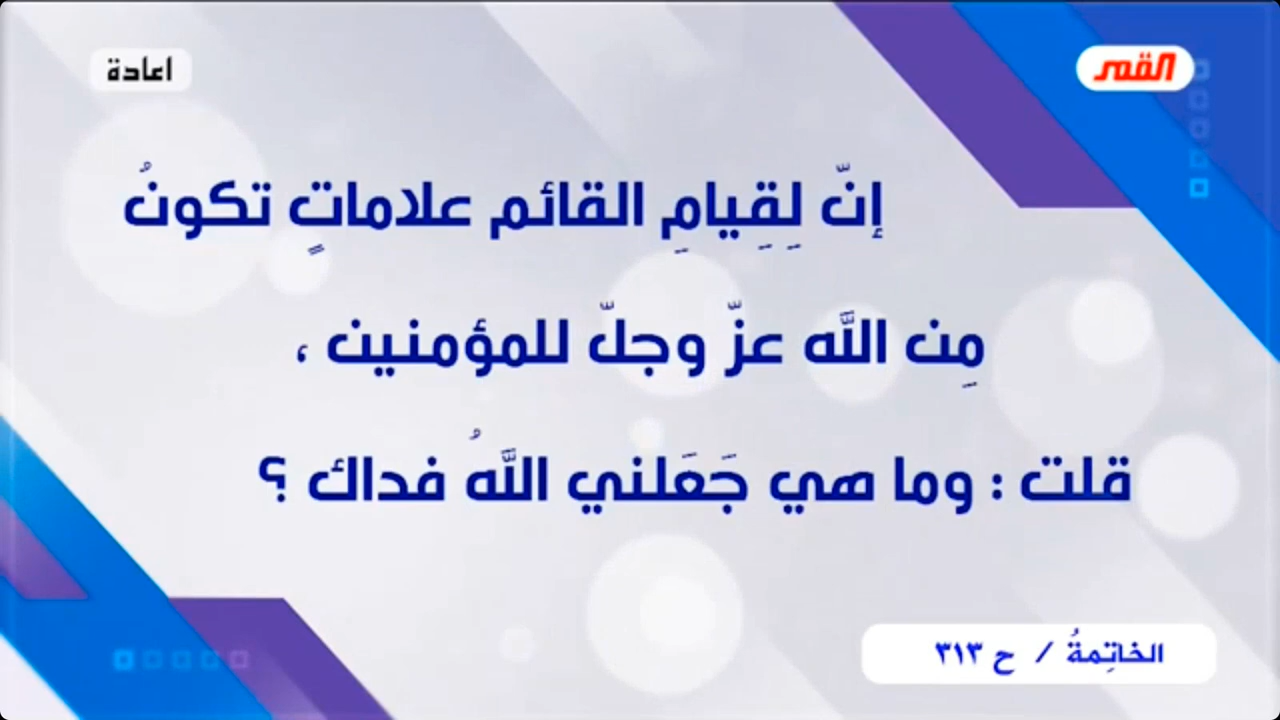 القمر
اعادة
إنّ لِقِيامِ القائم علاماتٍ تكونُ
مِن اللَّه عزّ وجلّ للمؤمنين ،
قلت : وما هي جَعَلني اللَّهُ فداك ؟
الخاتِمةُ / ح ٣١٣